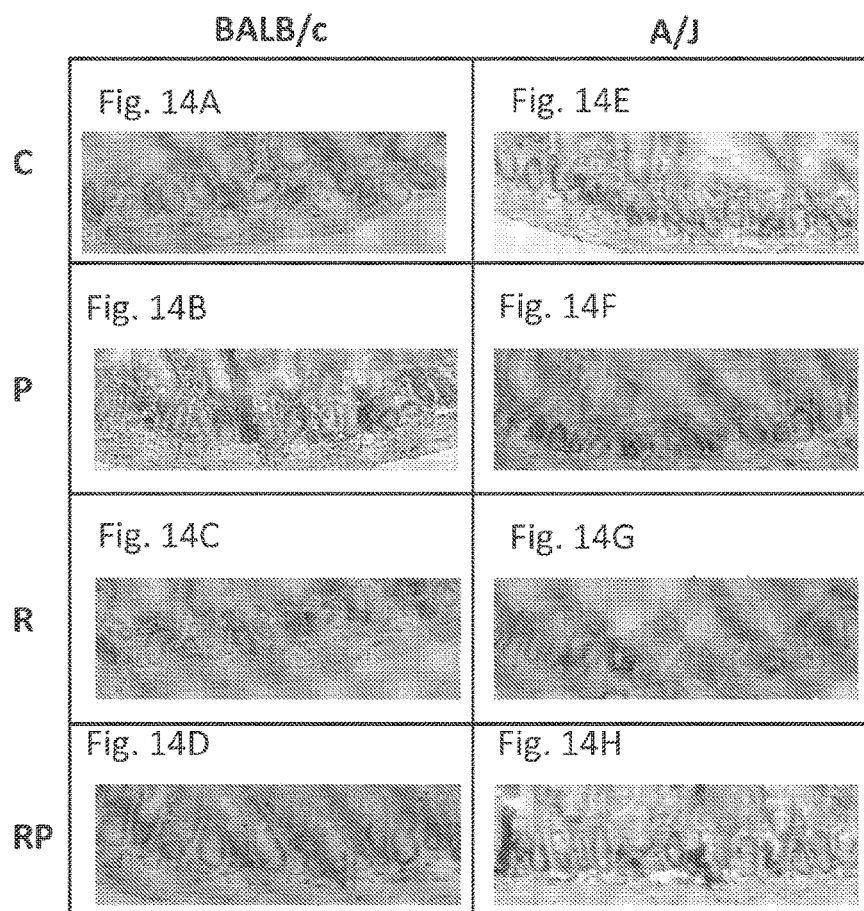 BALB/c A/J
Fig. 14A Fig. 14E
C
Fig. 14B Fig. 14F
P
Fig. 14C Fig. 14G
R
Fig. 14D Fig. 14H
RP